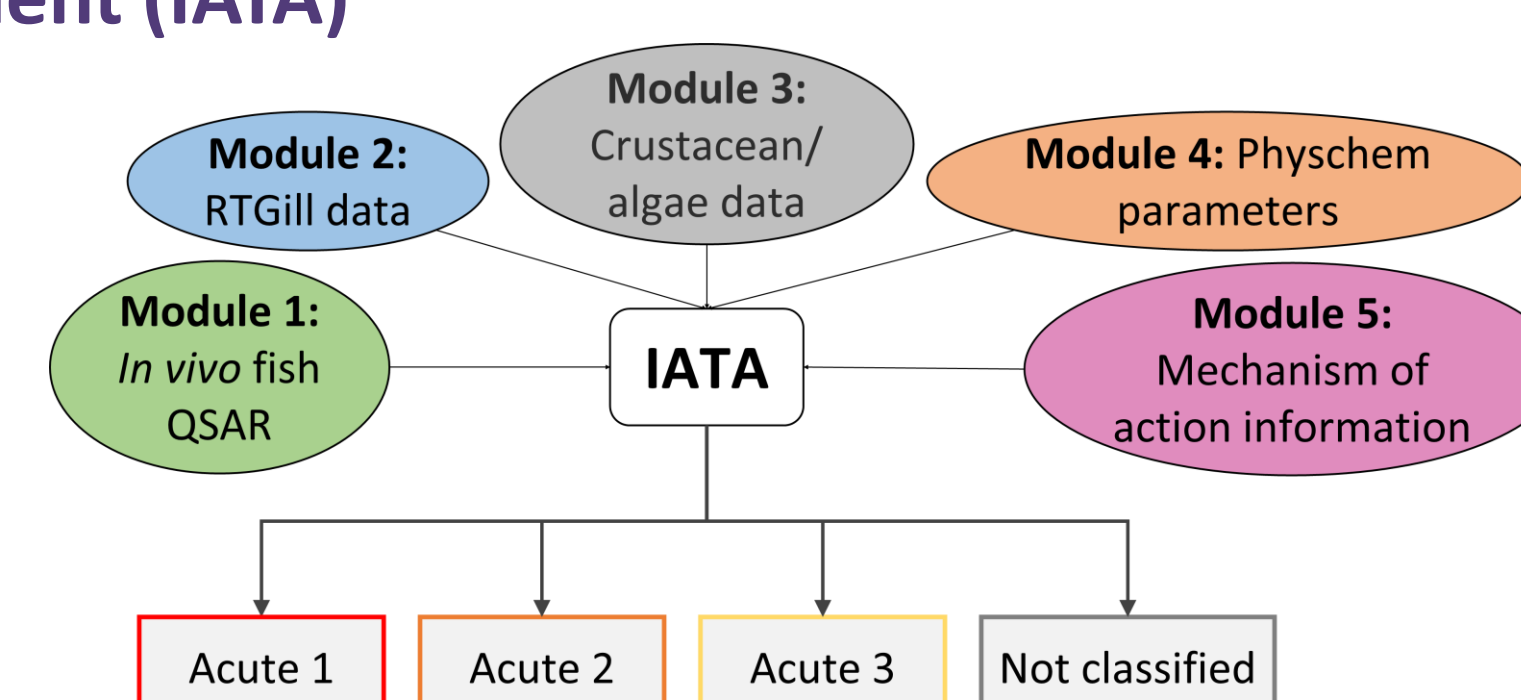 (IATA)
Module 3:
Crustacean/
algae data
Module 2:
RTGill data
Module 4: Physchem
parameters
Module 1:
In vivo fish
QSAR
IATA
Module 5:
Mechanism of
action information
Acute 1
Acute 2
Acute 3
Not classified